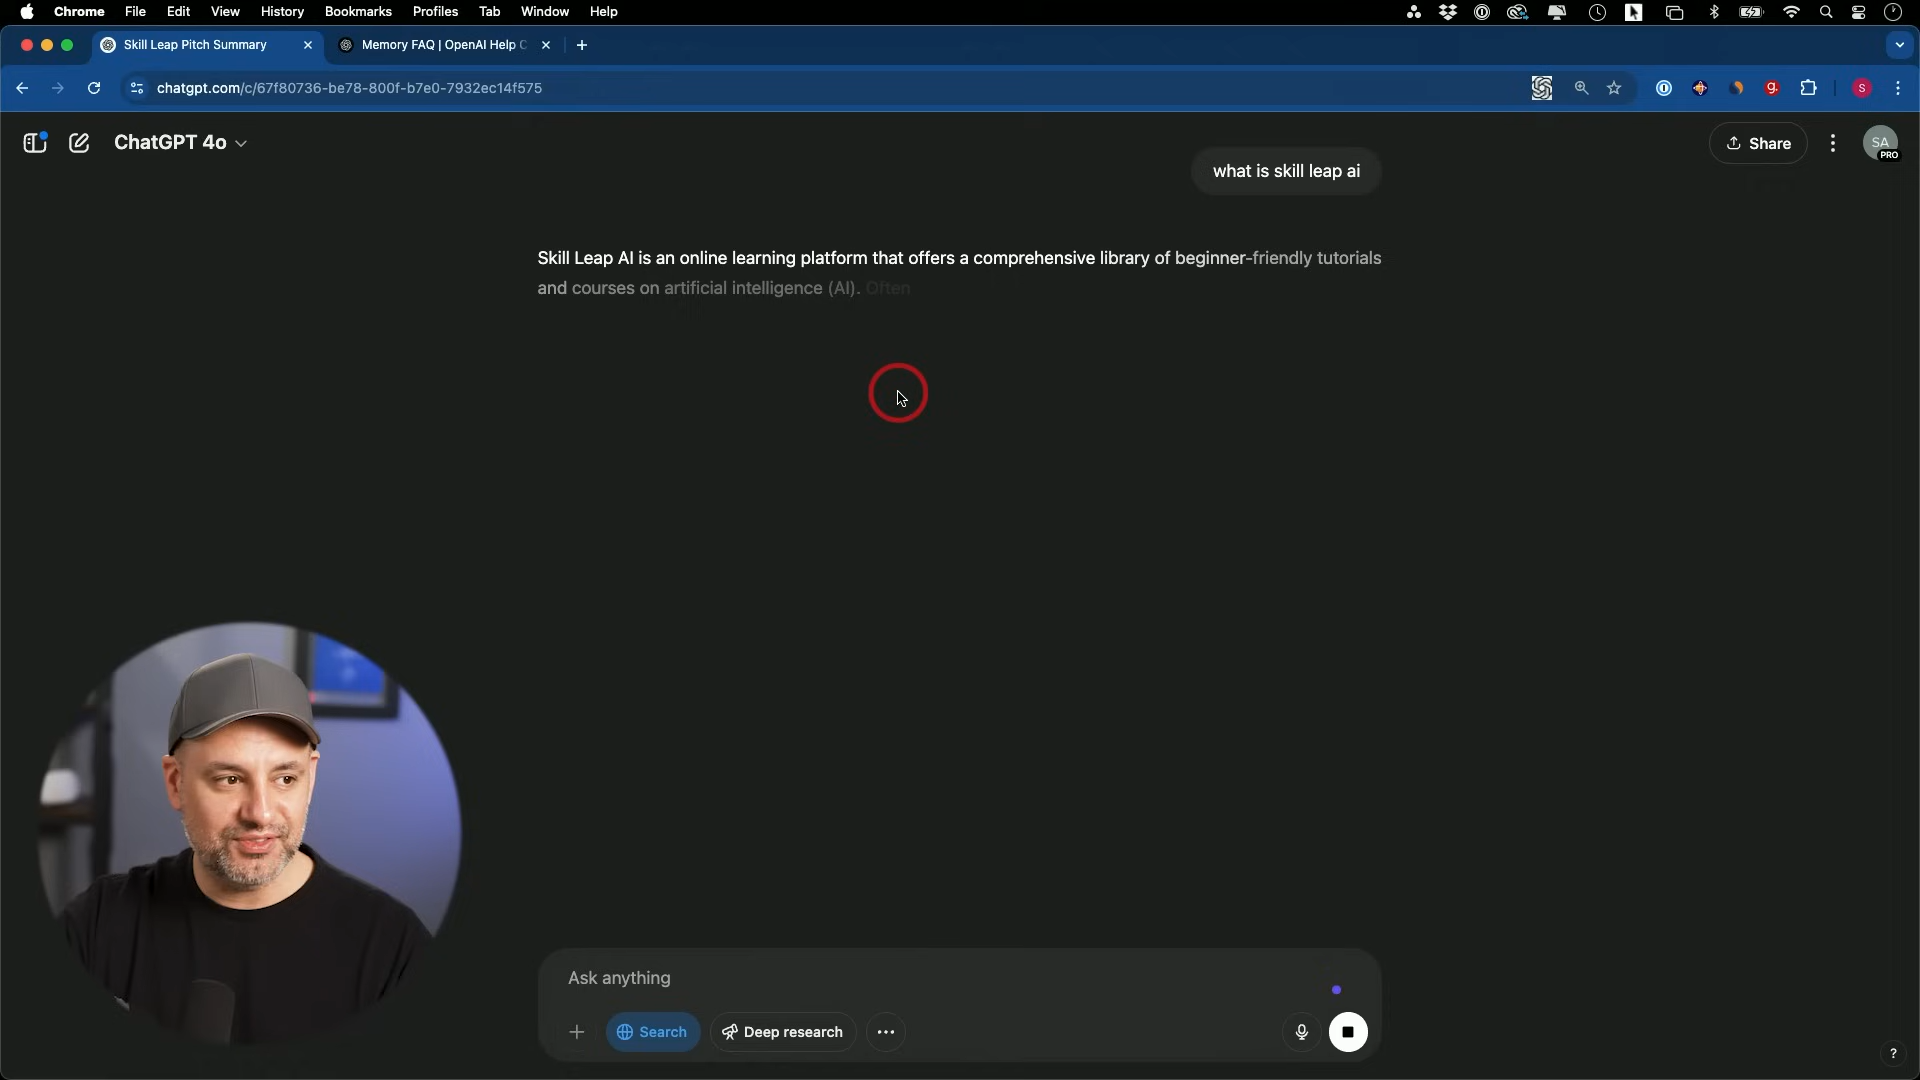 Chrome File Edit View History Bookmarks Profiles Tab Window Help
Skill Leap Pitch Summary
Memory FAQ | OpenAI Help C
chatgpt.com/c/67f80736-be78-800f-b7e0-7932ec14f575
S
ChatGPT 4o
Share
SA
PRO
what is skill leap ai
Skill Leap AI is an online learning platform that offers a comprehensive library of beginner-friendly tutorials
and courses on artificial intelligence (AI). Often
Ask anything
Search
Deep research
?